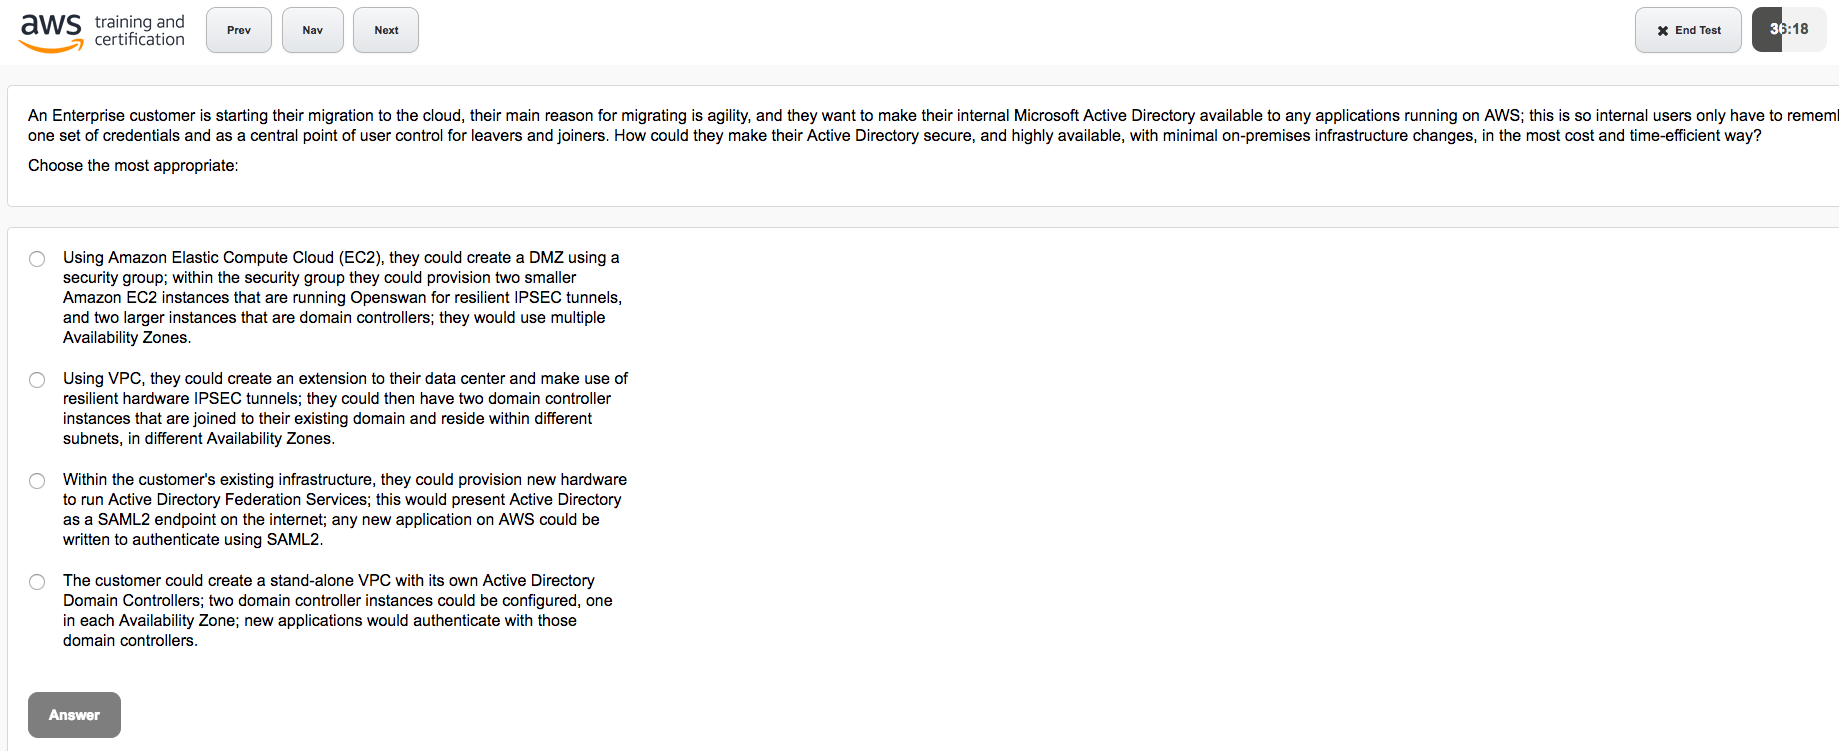 aws training and certification
Prev
Nav
Next
✖ End Test
36:18
An Enterprise customer is starting their migration to the cloud, their main reason for migrating is agility, and they want to make their internal Microsoft Active Directory available to any applications running on AWS; this is so internal users only have to
one set of credentials and as a central point of user control for leavers and joiners. How could they make their Active Directory secure, and highly available, with minimal on-premises infrastructure changes, in the most cost and time-efficient way?
Choose the most appropriate:
Using Amazon Elastic Compute Cloud (EC2), they could create a DMZ using a
security group; within the security group they could provision two smaller
Amazon EC2 instances that are running Openswan for resilient IPSEC tunnels,
and two larger instances that are domain controllers; they would use multiple
Availability Zones.
Using VPC, they could create an extension to their data center and make use of
resilient hardware IPSEC tunnels; they could then have two domain controller
instances that are joined to their existing domain and reside within different
subnets, in different Availability Zones.
Within the customer's existing infrastructure, they could provision new hardware
to run Active Directory Federation Services; this would present Active Directory
as a SAML2 endpoint on the internet; any new application on AWS could be
written to authenticate using SAML2.
The customer could create a stand-alone VPC with its own Active Directory
Domain Controllers; two domain controller instances could be configured, one
in each Availability Zone; new applications would authenticate with those
domain controllers.
Answer